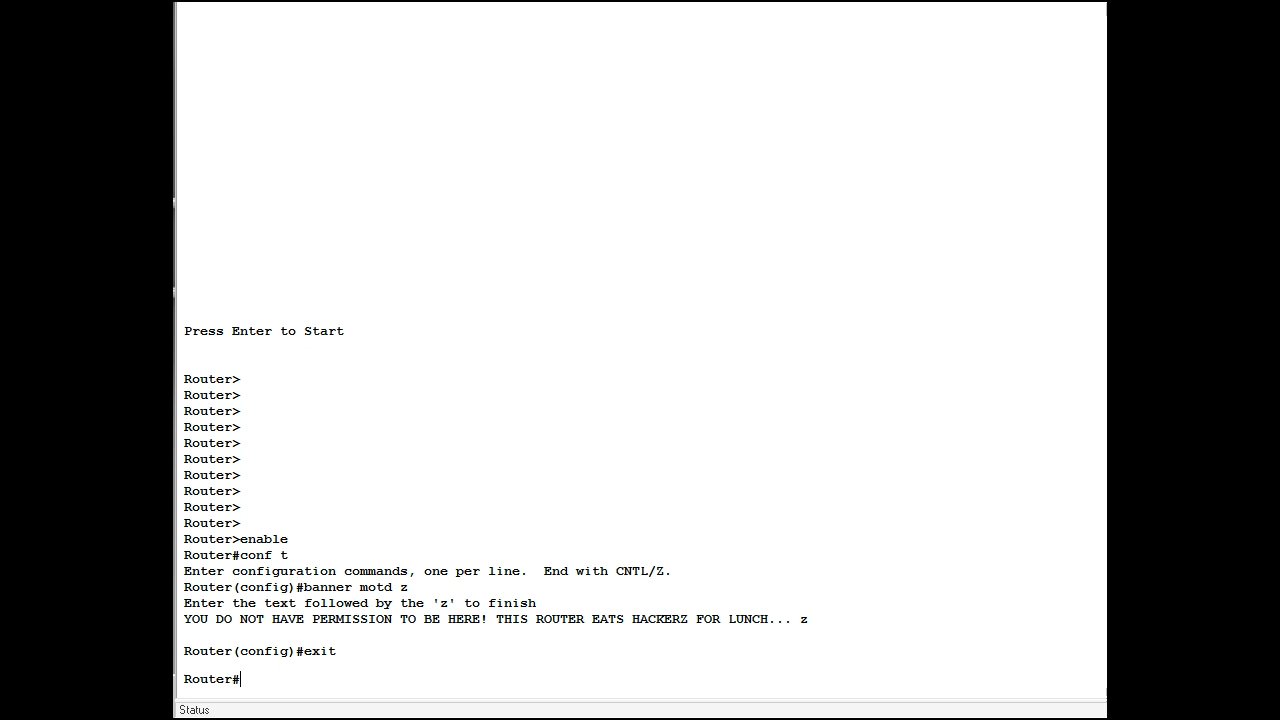 Press Enter to Start
Router>
Router>
Router>
Router>
Router>
Router>
Router>
Router>
Router>
Router>
Router>enable
Router#conf t
Enter configuration commands, one per line.  End with CNTL/Z.
Router(config)#banner motd z
Enter the text followed by the 'z' to finish
YOU DO NOT HAVE PERMISSION TO BE HERE! THIS ROUTER EATS HACKERZ FOR LUNCH... z
Router(config)#exit
Router#
Status